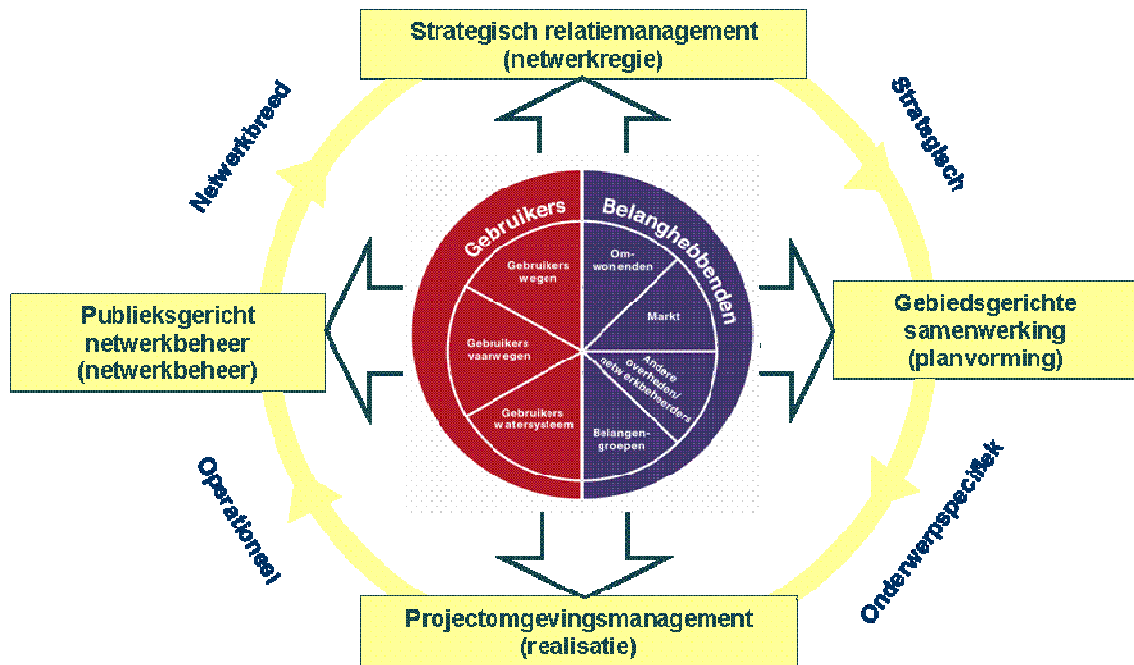 Strategisch relatiemanagement
(netwerkregie)
Netwerkbreed
Strategisch
Gebruikers
Belanghebbenden
Gebruikers
wegen
Om-
wonenden
Markt
Gebruikers
vaarwegen
Andere
overheden/
netwerkbeheerders
Gebruikers
watersysteem
Belangen-
groepen
Publieksgericht
netwerkbeheer
(netwerkbeheer)
Gebiedsgerichte
samenwerking
(planvorming)
Operationeel
Onderwerpspecifiek
Projectomgevingsmanagement
(realisatie)